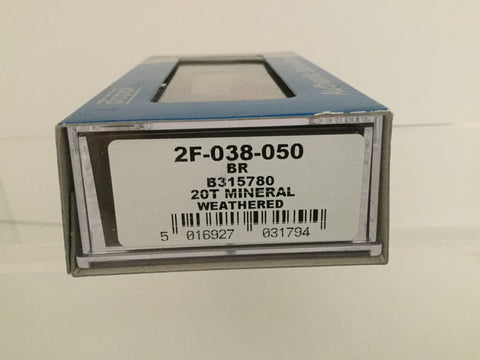 2F-038-050
BR
B315780
20T MINERAL
WEATHERED
5 016927 031794